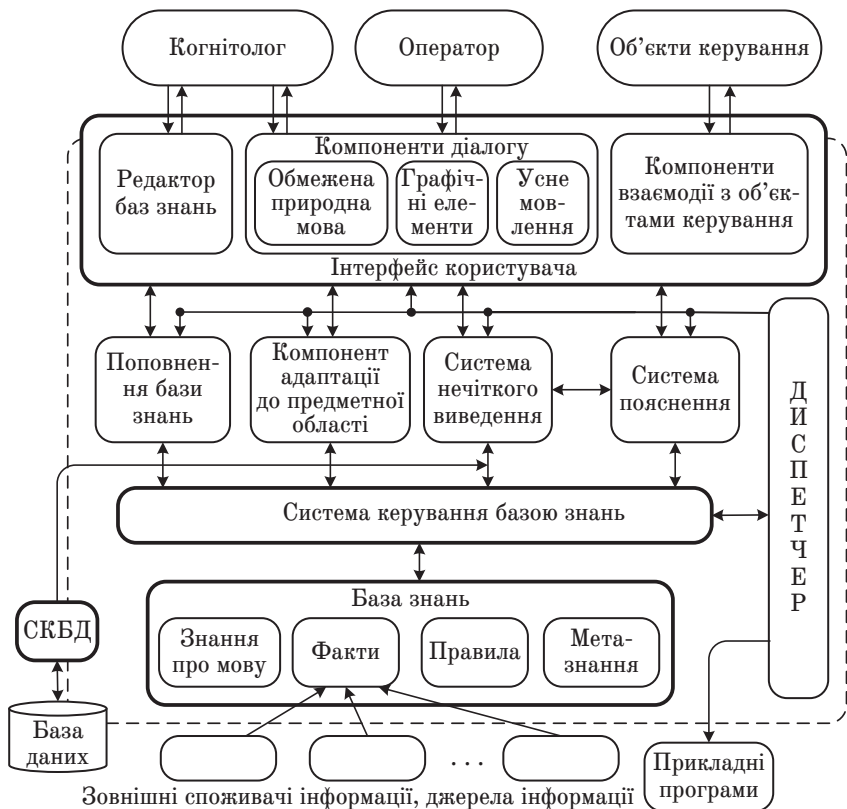 Когнітолог
Оператор
Об’єкти керування
Редактор
баз знань
Компоненти діалогу
Обмежена
природна
мова
Графіч-
ні еле-
менти
Усне
мов-
лення
Компоненти
взаємодії з об’єк-
тами керування
Інтерфейс користувача
Поповнен-
ня бази
знань
Компонент
адаптації
до предметної
області
Система
нечіткого
виведення
Система
пояснення
ДИСПЕТЧЕР
Система керування базою знань
База знань
Знання
про мову
Факти
Правила
Мета-
знання
СКБД
База
даних
. . .
Прикладні
програми
Зовнішні споживачі інформації, джерела інформації